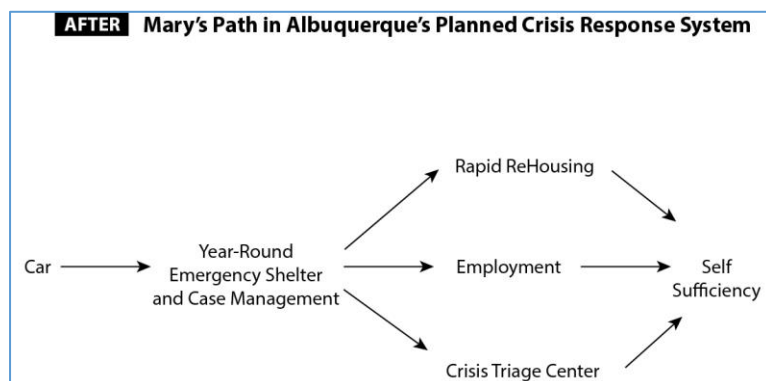 AFTER Mary's Path in Albuquerque's Planned Crisis Response System
Rapid ReHousing
Car
Year-Round
Emergency Shelter
and Case Management
Employment
Self
Sufficiency
Crisis Triage Center